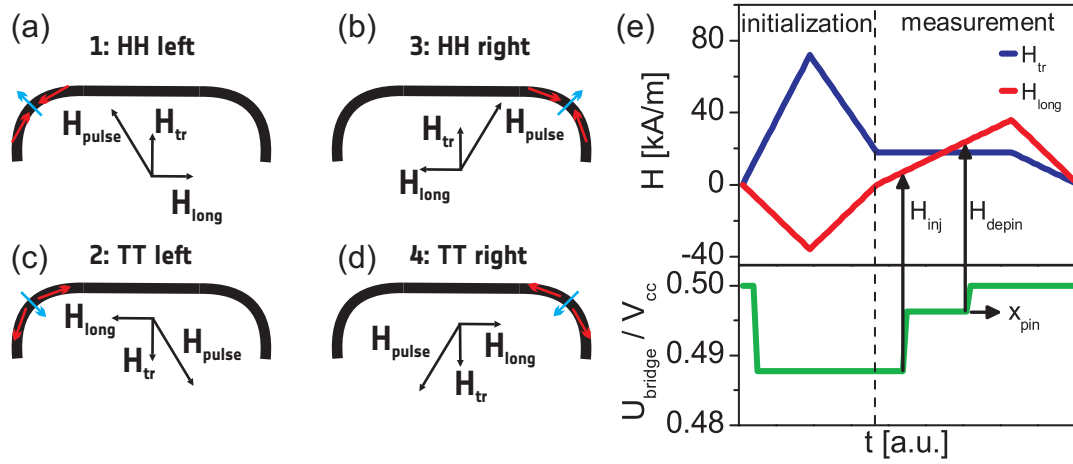 (a)
1: HH left
H_pulse
H_tr
H_long
(b)
3: HH right
H_tr
H_pulse
H_long
(c)
2: TT left
H_long
H_tr
H_pulse
(d)
4: TT right
H_pulse
H_long
H_tr
(e)
initialization
measurement
H_tr
H_long
H [kA/m]
80
40
0
-40
H_inj
H_depin
U_bridge / V_cc
0.50
0.49
0.48
x_pin
t [a.u.]